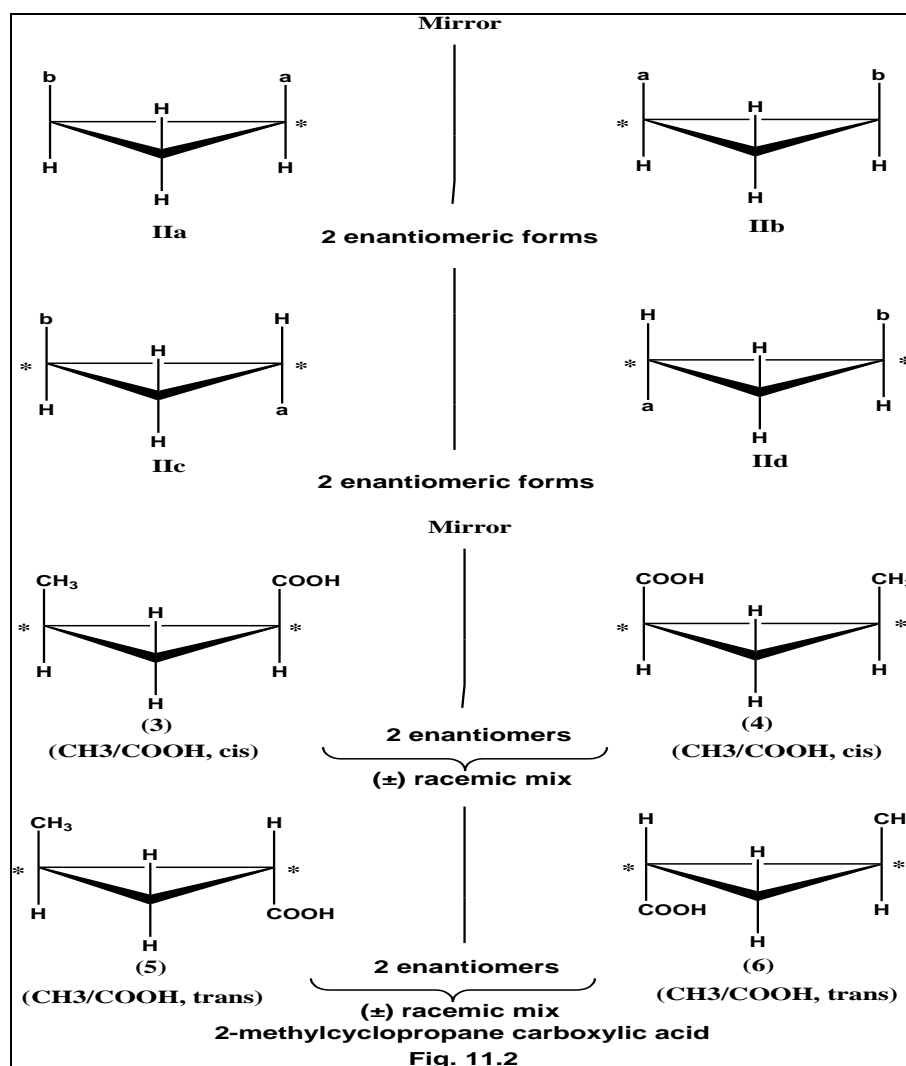 Mirror
b a a b
H H
* *
H H H H
H H
IIa IIb
2 enantiomeric forms
b H H b
H H
* * * *
H a a H
H H
IIc IId
2 enantiomeric forms
Mirror
CH3 COOH COOH CH3
H H
* * * *
H H H H
H H
(3) (4)
2 enantiomers
(CH3/COOH, cis) (CH3/COOH, cis)
(±) racemic mix
CH3 H H CH
H H
* * * *
H COOH COOH H
H H
(5) (6)
2 enantiomers
(CH3/COOH, trans) (CH3/COOH, trans)
(±) racemic mix
2-methylcyclopropane carboxylic acid
Fig. 11.2